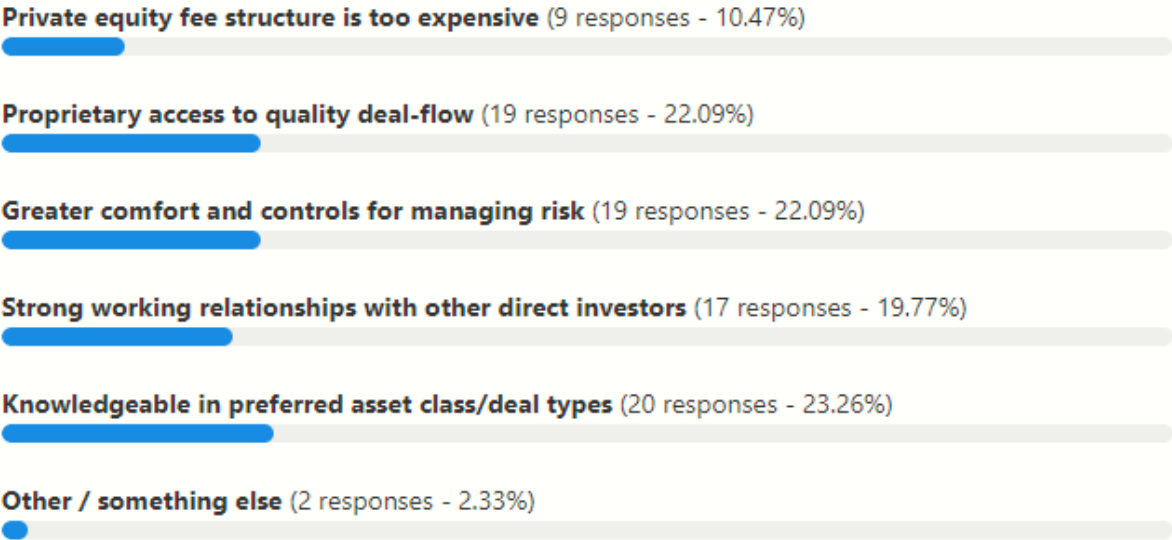 Private equity fee structure is too expensive (9 responses - 10.47%)
Proprietary access to quality deal-flow (19 responses - 22.09%)
Greater comfort and controls for managing risk (19 responses - 22.09%)
Strong working relationships with other direct investors (17 responses - 19.77%)
Knowledgeable in preferred asset class/deal types (20 responses - 23.26%)
Other / something else (2 responses - 2.33%)